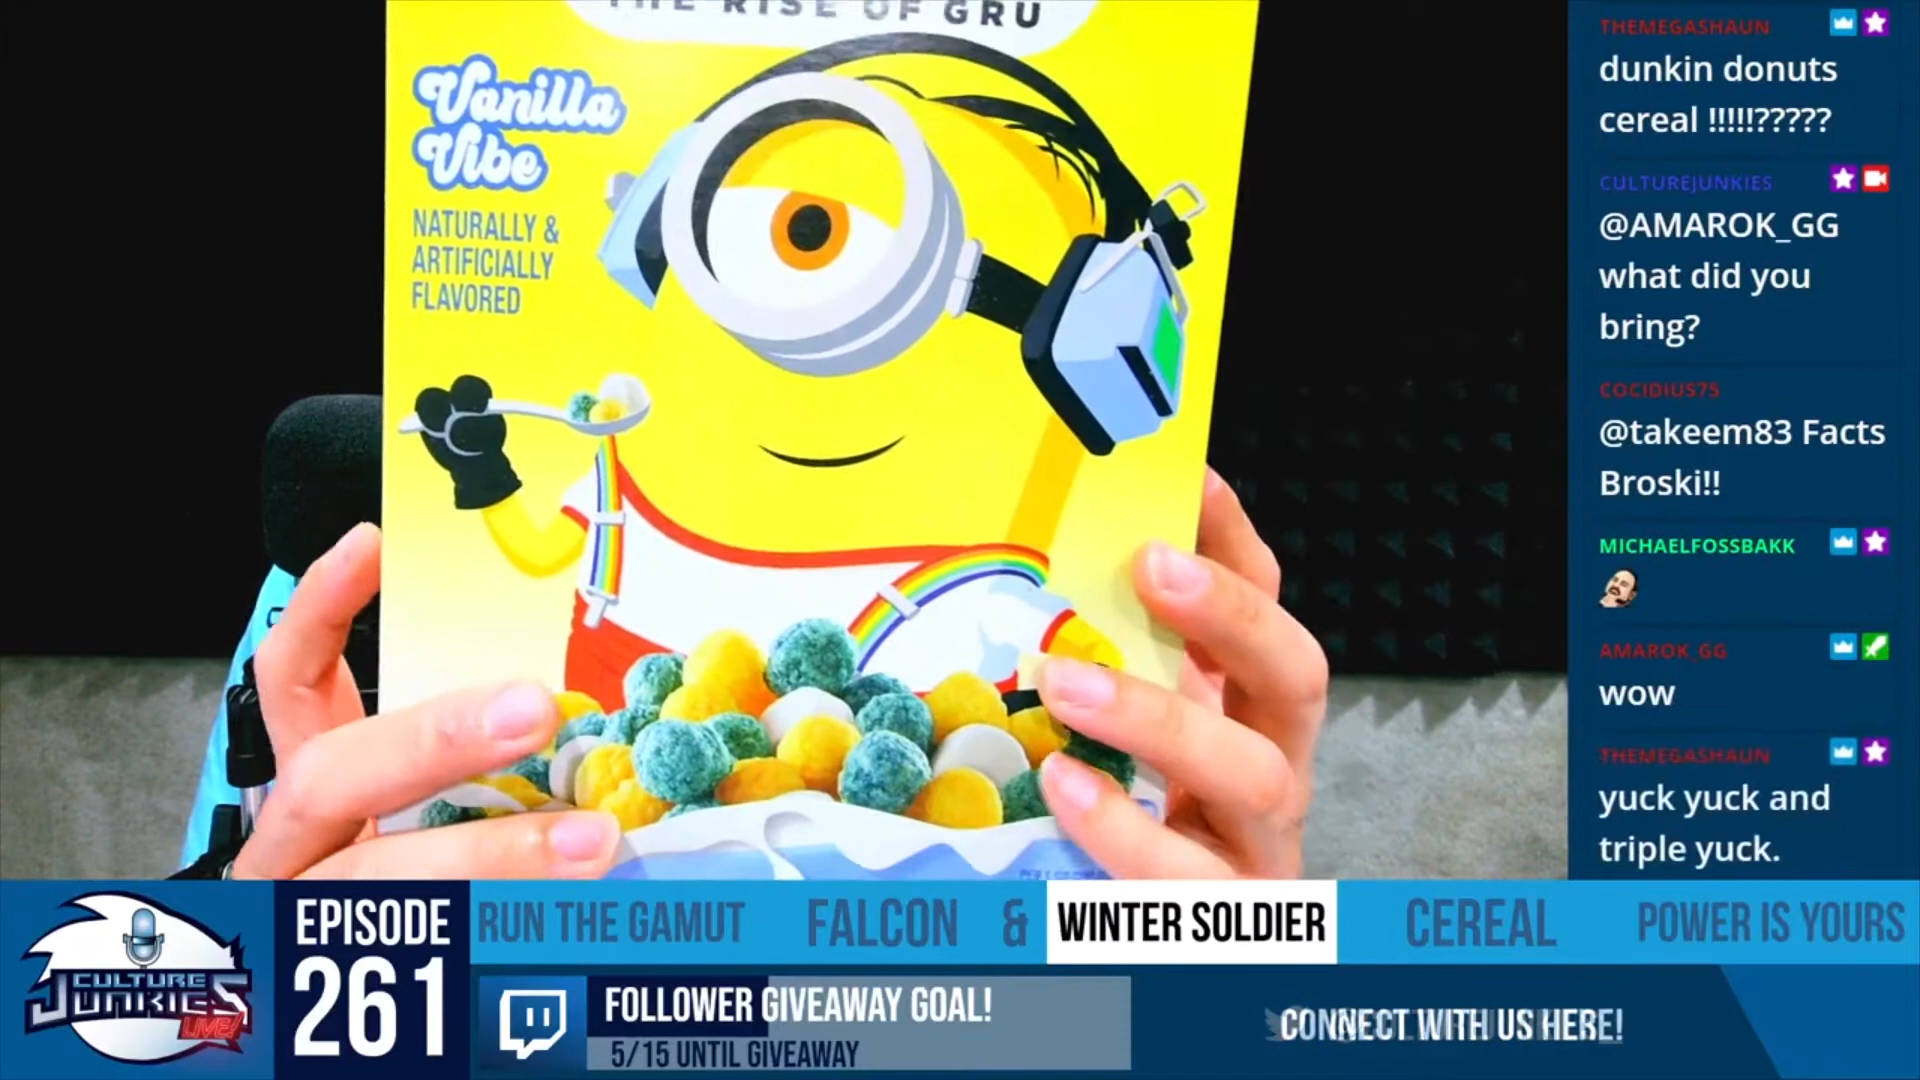 THE RISE OF GRU
Vanilla
Vibe
NATURALLY &
ARTIFICIALLY
FLAVORED
THEMEGASHAUN
dunkin donuts
cereal !!!!!?????
CULTUREJUNKIES
@AMAROK_GG
what did you
bring?
COCIDIUS75
@takeem83 Facts
Broski!!
MICHAELFOSSBAKK
AMAROK_GG
wow
THEMEGASHAUN
yuck yuck and
triple yuck.
CULTURE
JUNKIES
LIVE!
EPISODE
261
RUN THE GAMUT
FALCON & WINTER SOLDIER
CEREAL
POWER IS YOURS
FOLLOWER GIVEAWAY GOAL!
5/15 UNTIL GIVEAWAY
CONNECT WITH US HERE!